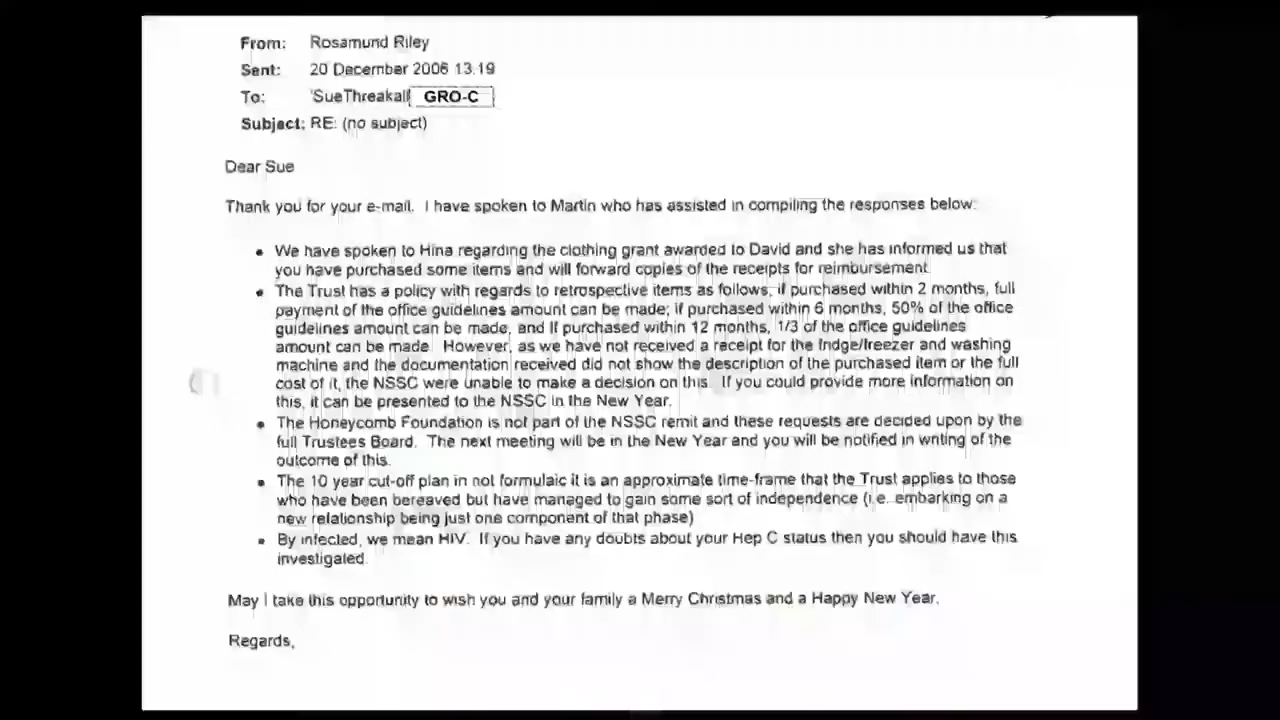 From: Rosamund Riley
Sent: 20 December 2006 13.19
To: 'SueThreakall GRO-C
Subject: RE: (no subject)
Dear Sue
Thank you for your e-mail. I have spoken to Martin who has assisted in compiling the responses below:
• We have spoken to Hina regarding the clothing grant awarded to David and she has informed us that
you have purchased some items and will forward copies of the receipts for reimbursement.
• The Trust has a policy with regards to retrospective items as follows, if purchased within 2 months, full
payment of the office guidelines amount can be made; if purchased within 6 months, 50% of the office
guidelines amount can be made, and if purchased within 12 months, 1/3 of the office guidelines
amount can be made. However, as we have not received a receipt for the fridge/freezer and washing
machine and the documentation received did not show the description of the purchased item or the full
cost of it, the NSSC were unable to make a decision on this. If you could provide more information on
this, it can be presented to the NSSC in the New Year.
• The Honeycomb Foundation is not part of the NSSC remit and these requests are decided upon by the
full Trustees Board. The next meeting will be in the New Year and you will be notified in writing of the
outcome of this.
• The 10 year cut-off plan in not formulaic it is an approximate time-frame that the Trust applies to those
who have been bereaved but have managed to gain some sort of independence (i.e. embarking on a
new relationship being just one component of that phase)
• By infected, we mean HIV. If you have any doubts about your Hep C status then you should have this
investigated.
May I take this opportunity to wish you and your family a Merry Christmas and a Happy New Year.
Regards,